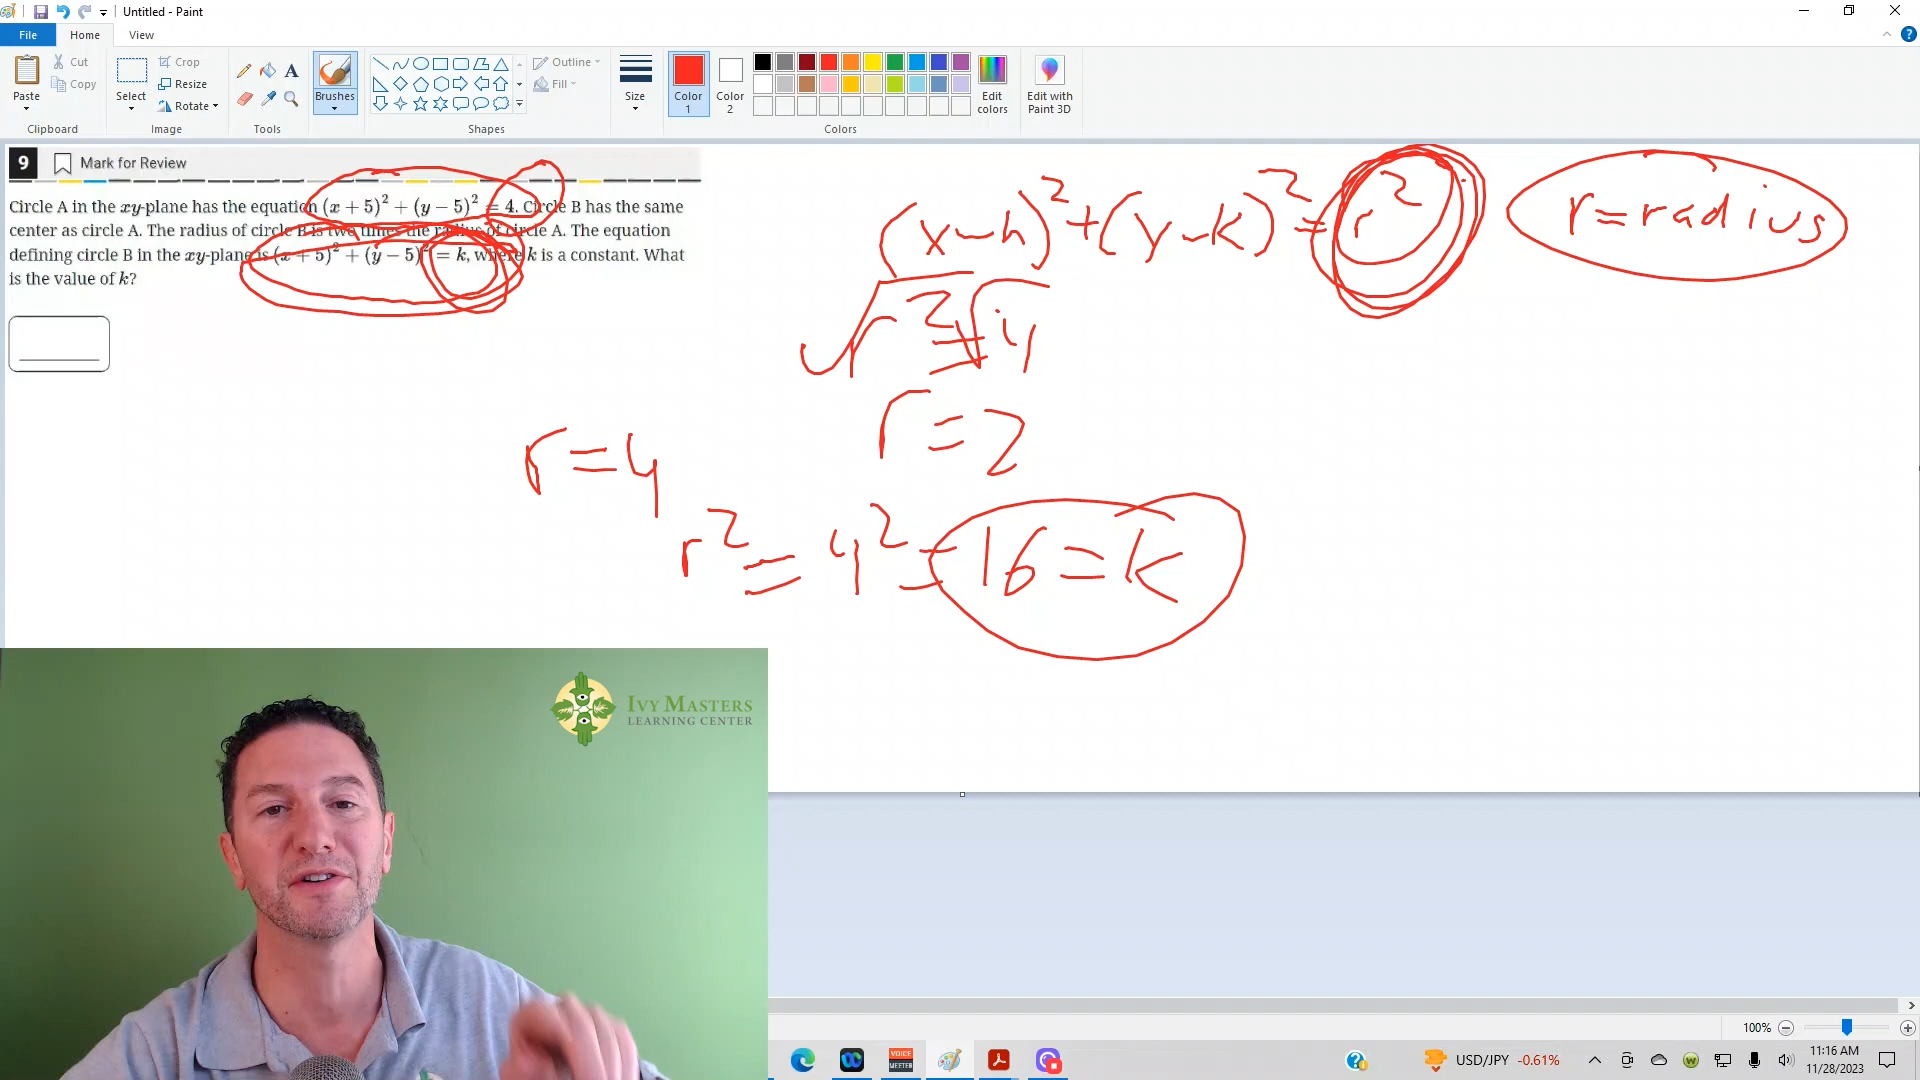 Untitled - Paint
File Home View
Paste Cut Copy Clipboard
Select Crop Resize Rotate Image
Tools
Brushes
Outline Fill Shapes
Size
Color 1 Color 2 Edit colors Colors
Edit with Paint 3D
9 Mark for Review
Circle A in the xy-plane has the equation (x + 5)² + (y − 5)² = 4. Circle B has the same
center as circle A. The radius of circle B is two times the radius of circle A. The equation
defining circle B in the xy-plane is (x + 5)² + (y − 5)² = k, where k is a constant. What
is the value of k?
(x-h)²+(y-k)²=r²
r=radius
√r²=√4
r=2
r=4
r²=4²=16=k
IVY MASTERS
LEARNING CENTER
100%
VOICE MEETER
USD/JPY -0.61%
11:16 AM
11/28/2023